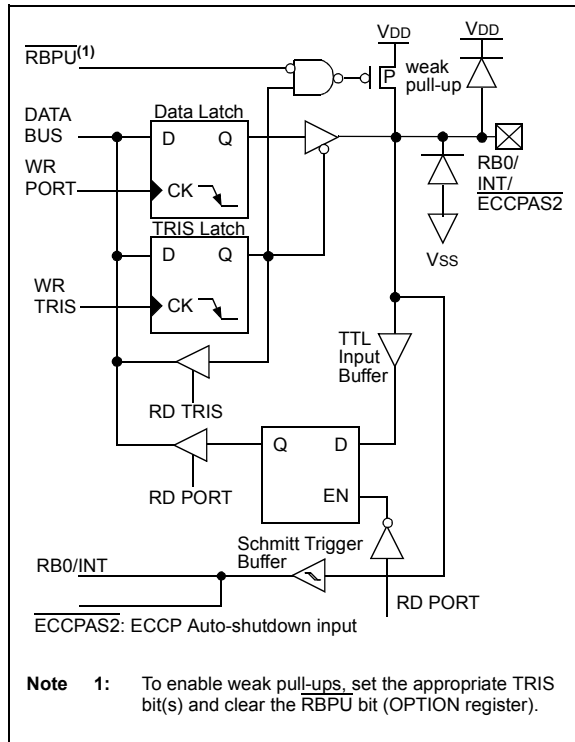 VDD
VDD
RBPU(1)
P
weak
pull-up
DATA
BUS
Data Latch
D
Q
WR
PORT
CK
RB0/
INT/
ECCPAS2
TRIS Latch
D
Q
VSS
WR
TRIS
CK
TTL
Input
Buffer
RD TRIS
Q
D
RD PORT
EN
Schmitt Trigger
Buffer
RB0/INT
RD PORT
ECCPAS2: ECCP Auto-shutdown input
Note 1: To enable weak pull-ups, set the appropriate TRIS
bit(s) and clear the RBPU bit (OPTION register).